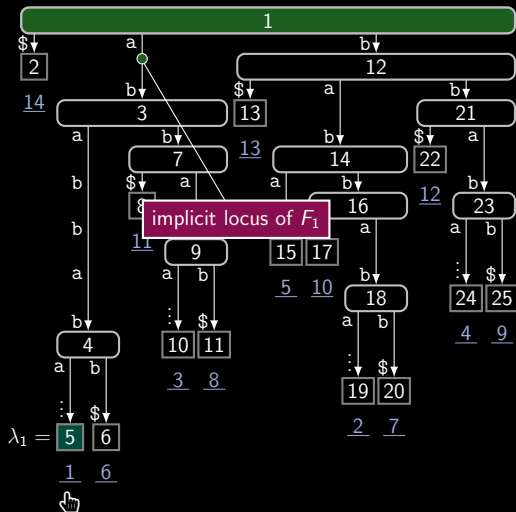 1
$ a b
2 12
14 b $ a b
3 13 21
a b 13 b $ a
7 14 22
b $ a a b 12 b
8 16 23
implicit locus of F₁
11 a b
b 9 15 17 a b
a b 5 10 b ⋮ $
a 18 24 25
⋮ $ a b 4 9
b 10 11
4 3 8 ⋮ $
a b 19 20
⋮ $ 2 7
λ₁ = 5 6
1 6